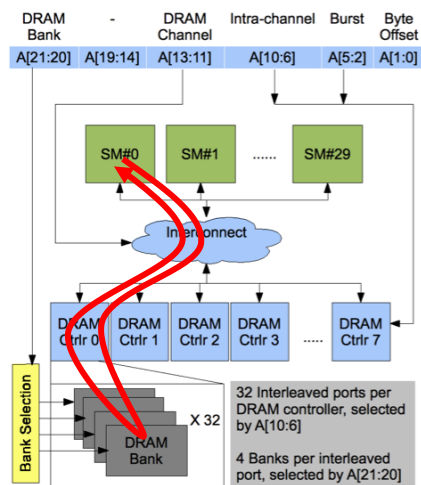 DRAM Bank
-
DRAM Channel
Intra-channel
Burst
Byte Offset
A[21:20]
A[19:14]
A[13:11]
A[10:6]
A[5:2]
A[1:0]
SM#0
SM#1
......
SM#29
Interconnect
DRAM Ctrlr 0
DRAM Ctrlr 1
DRAM Ctrlr 2
DRAM Ctrlr 3
.....
DRAM Ctrlr 7
Bank Selection
DRAM Bank
X 32
32 Interleaved ports per
DRAM controller, selected
by A[10:6]
4 Banks per interleaved
port, selected by A[21:20]